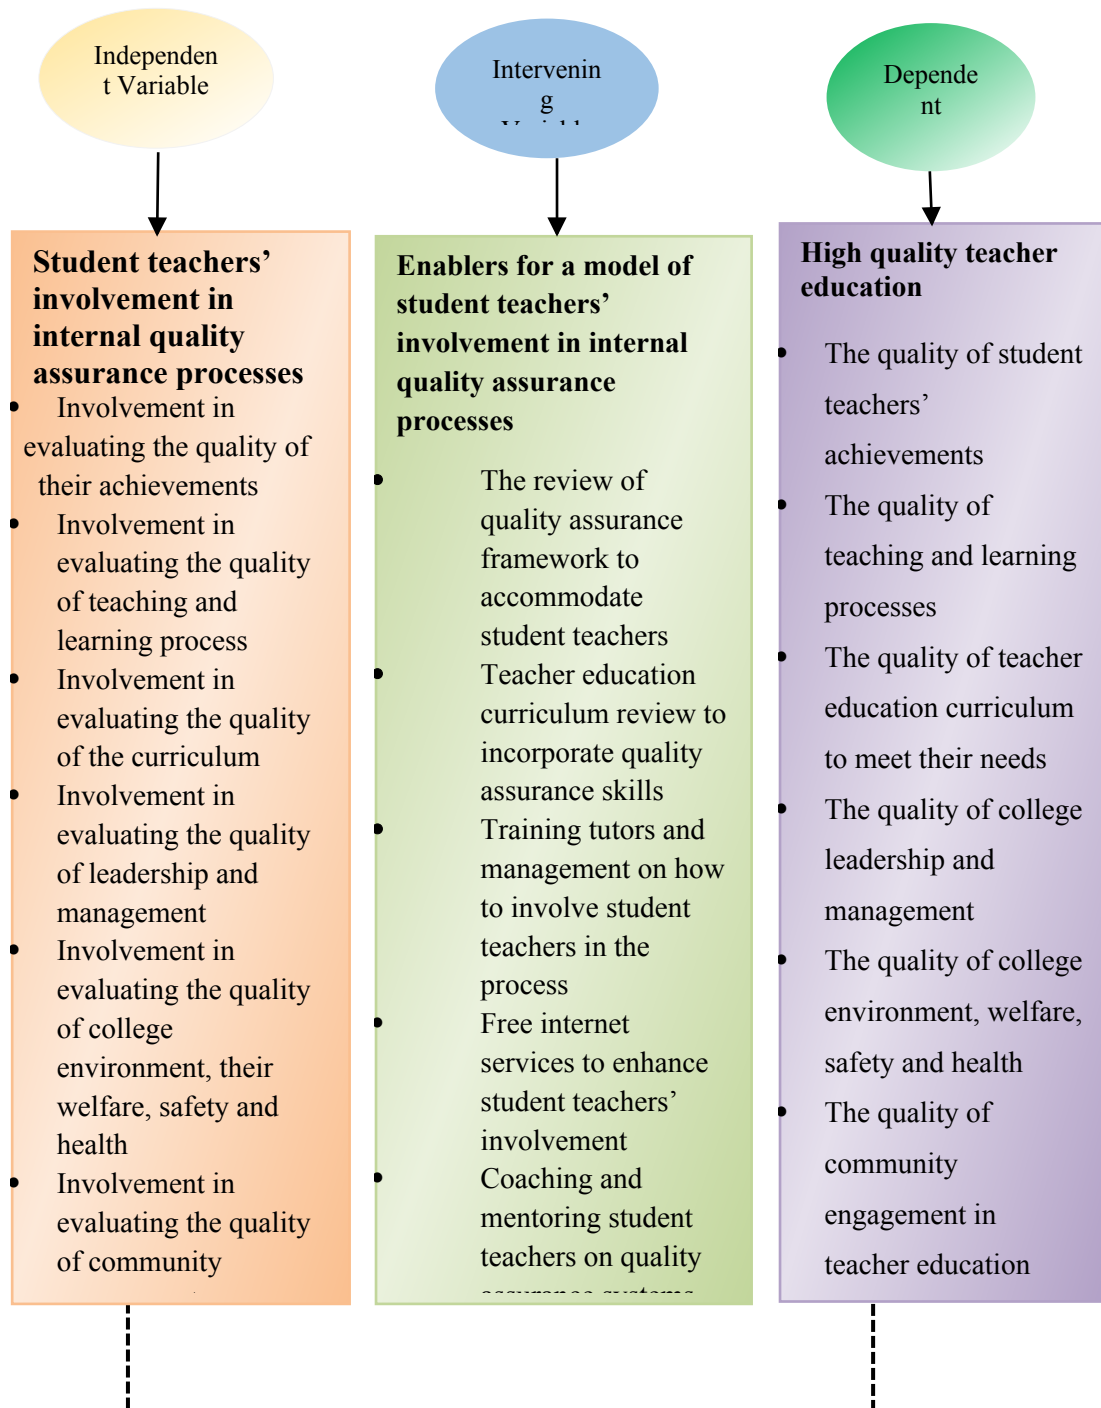 Independen
t Variable
Intervenin
g
Depende
nt
Student teachers’
involvement in
internal quality
assurance processes
• Involvement in
evaluating the quality of
their achievements
• Involvement in
evaluating the quality
of teaching and
learning process
• Involvement in
evaluating the quality
of the curriculum
• Involvement in
evaluating the quality
of leadership and
management
• Involvement in
evaluating the quality
of college
environment, their
welfare, safety and
health
• Involvement in
evaluating the quality
of community
Enablers for a model of
student teachers’
involvement in internal
quality assurance
processes
• The review of
quality assurance
framework to
accommodate
student teachers
• Teacher education
curriculum review to
incorporate quality
assurance skills
• Training tutors and
management on how
to involve student
teachers in the
process
• Free internet
services to enhance
student teachers’
involvement
• Coaching and
mentoring student
teachers on quality
assurance systems
High quality teacher
education
• The quality of student
teachers’
achievements
• The quality of
teaching and learning
processes
• The quality of teacher
education curriculum
to meet their needs
• The quality of college
leadership and
management
• The quality of college
environment, welfare,
safety and health
• The quality of
community
engagement in
teacher education